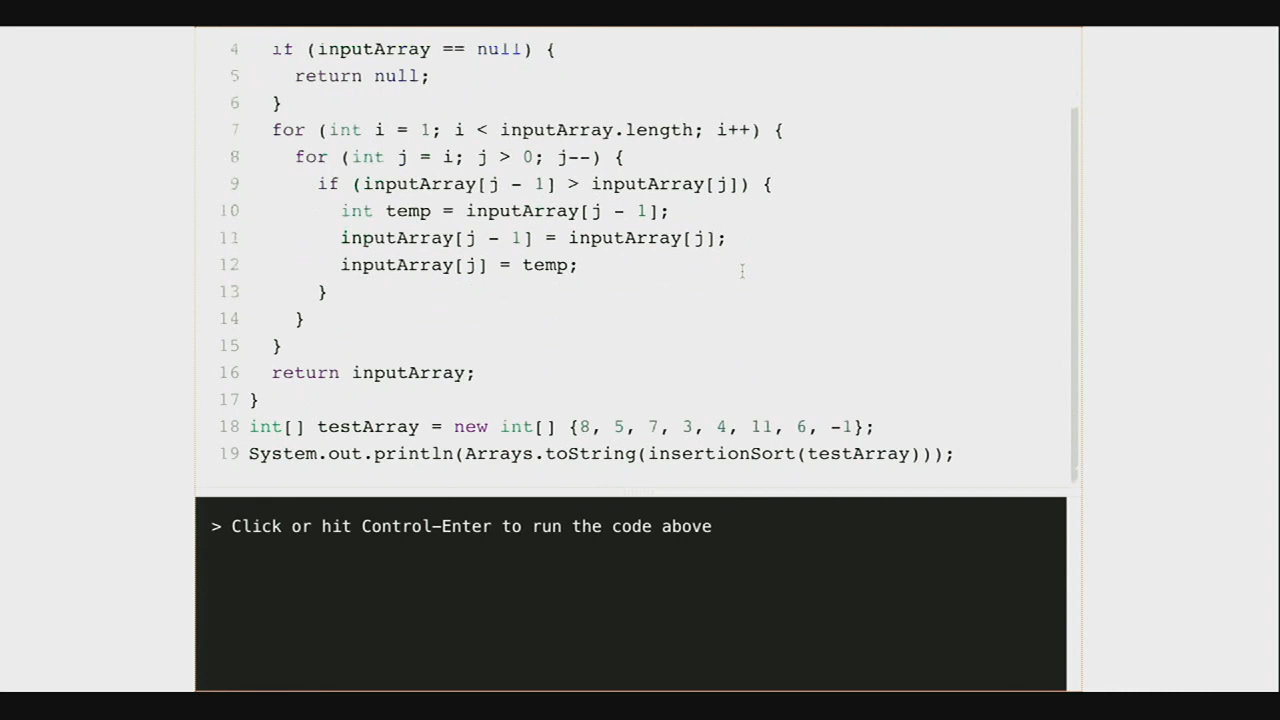 4 if (inputArray == null) {
5 return null;
6 }
7 for (int i = 1; i < inputArray.length; i++) {
8 for (int j = i; j > 0; j--) {
9 if (inputArray[j - 1] > inputArray[j]) {
10 int temp = inputArray[j - 1];
11 inputArray[j - 1] = inputArray[j];
12 inputArray[j] = temp;
13 }
14 }
15 }
16 return inputArray;
17 }
18 int[] testArray = new int[] {8, 5, 7, 3, 4, 11, 6, -1};
19 System.out.println(Arrays.toString(insertionSort(testArray)));
> Click or hit Control-Enter to run the code above